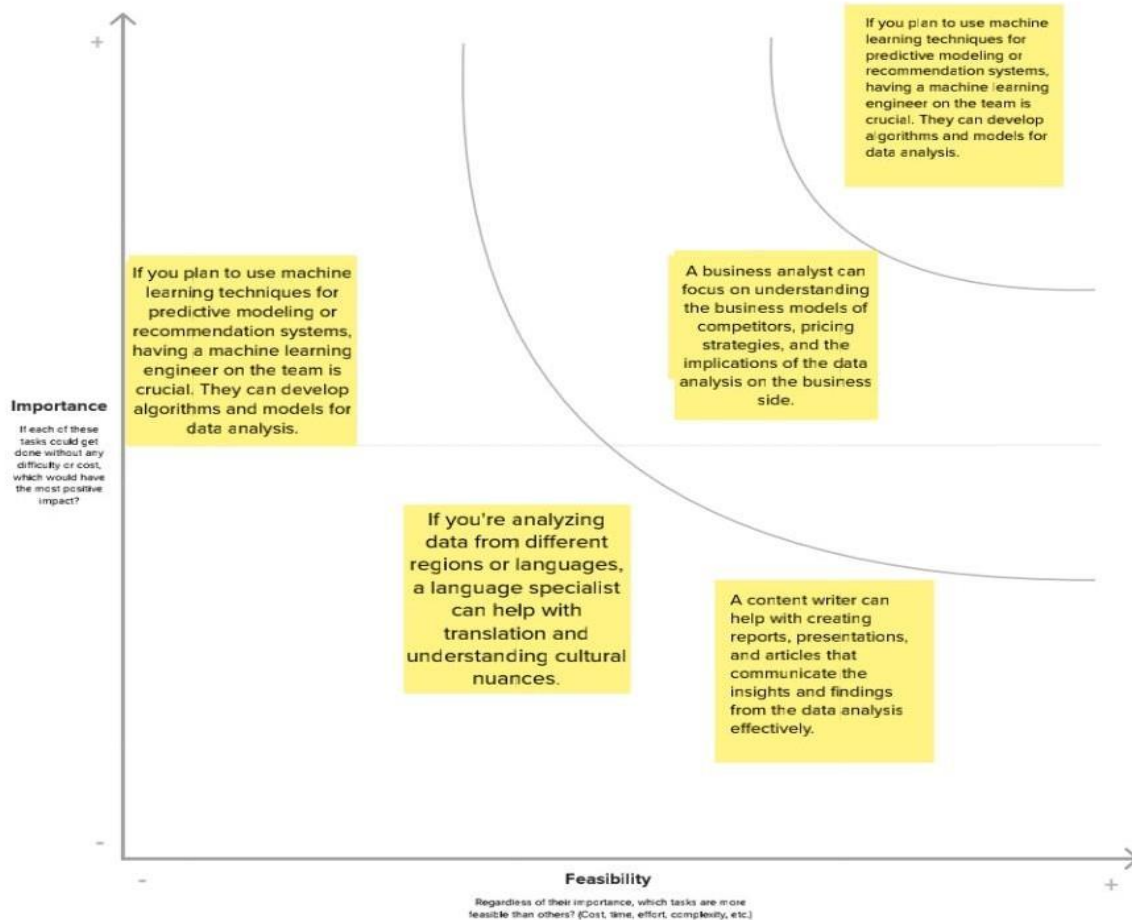 +
If you plan to use machine
learning techniques for
predictive modeling or
recommendation systems,
having a machine learning
engineer on the team is
crucial. They can develop
algorithms and models for
data analysis.
If you plan to use machine
learning techniques for
predictive modeling or
recommendation systems,
having a machine learning
engineer on the team is
crucial. They can develop
algorithms and models for
data analysis.
A business analyst can
focus on understanding
the business models of
competitors, pricing
strategies, and the
implications of the data
analysis on the business
side.
Importance
If each of these
tasks could get
done without any
difficulty or cost,
which would have
the most positive
impact?
If you're analyzing
data from different
regions or languages,
a language specialist
can help with
translation and
understanding cultural
nuances.
A content writer can
help with creating
reports, presentations,
and articles that
communicate the
insights and findings
from the data analysis
effectively.
-
-
Feasibility
+
Regardless of their importance, which tasks are more
feasible than others? (Cost, time, effort, complexity, etc.)